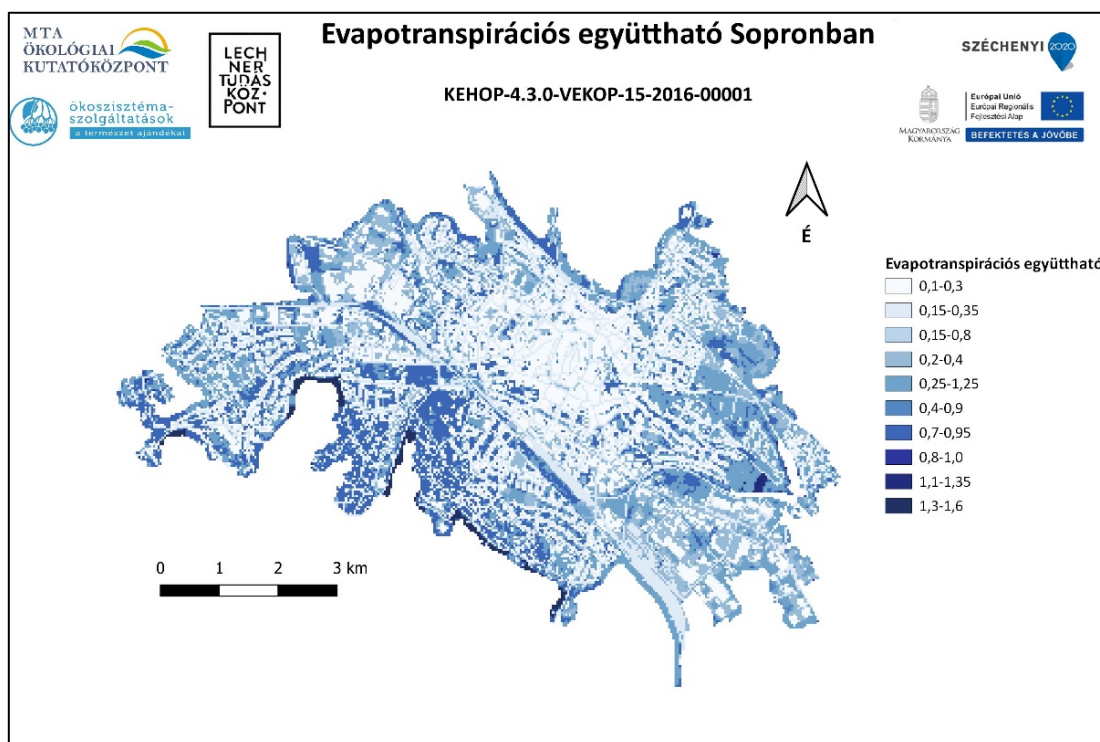 MTA
ÖKOLÓGIAI
KUTATÓKÖZPONT
ökoszisztéma-
szolgáltatások
a természet ajándékai
LECH
NER
TUDÁS
KÖZ•
PONT
Evapotranspirációs együttható Sopronban
KEHOP-4.3.0-VEKOP-15-2016-00001
SZÉCHENYI 2020
MAGYARORSZÁG
KORMÁNYA
Európai Unió
Európai Regionális
Fejlesztési Alap
BEFEKTETÉS A JÖVŐBE
É
Evapotranspirációs együttható
0,1-0,3
0,15-0,35
0,15-0,8
0,2-0,4
0,25-1,25
0,4-0,9
0,7-0,95
0,8-1,0
1,1-1,35
1,3-1,6
0 1 2 3 km